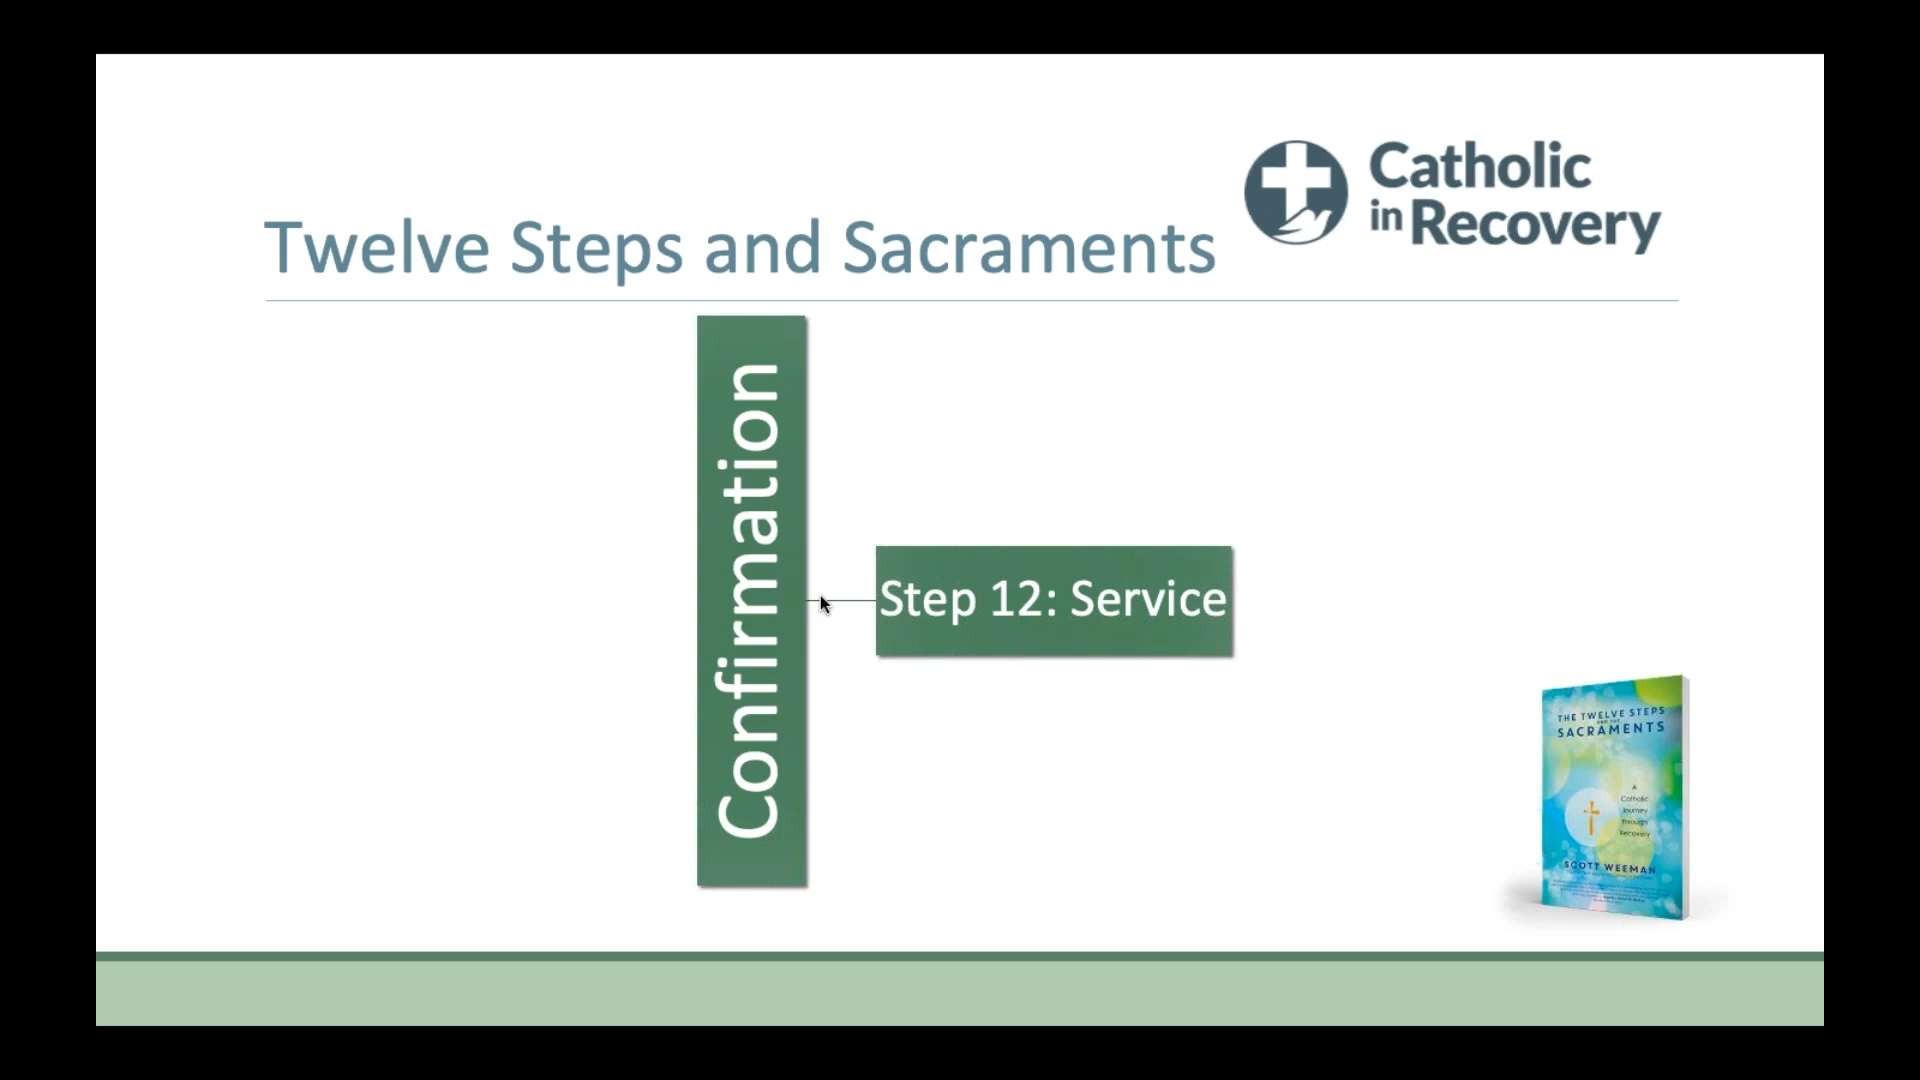 Twelve Steps and Sacraments
Catholic
in Recovery
Confirmation
Step 12: Service
THE TWELVE STEPS
AND THE
SACRAMENTS
A
Catholic
Journey
through
Recovery
SCOTT WEEMAN